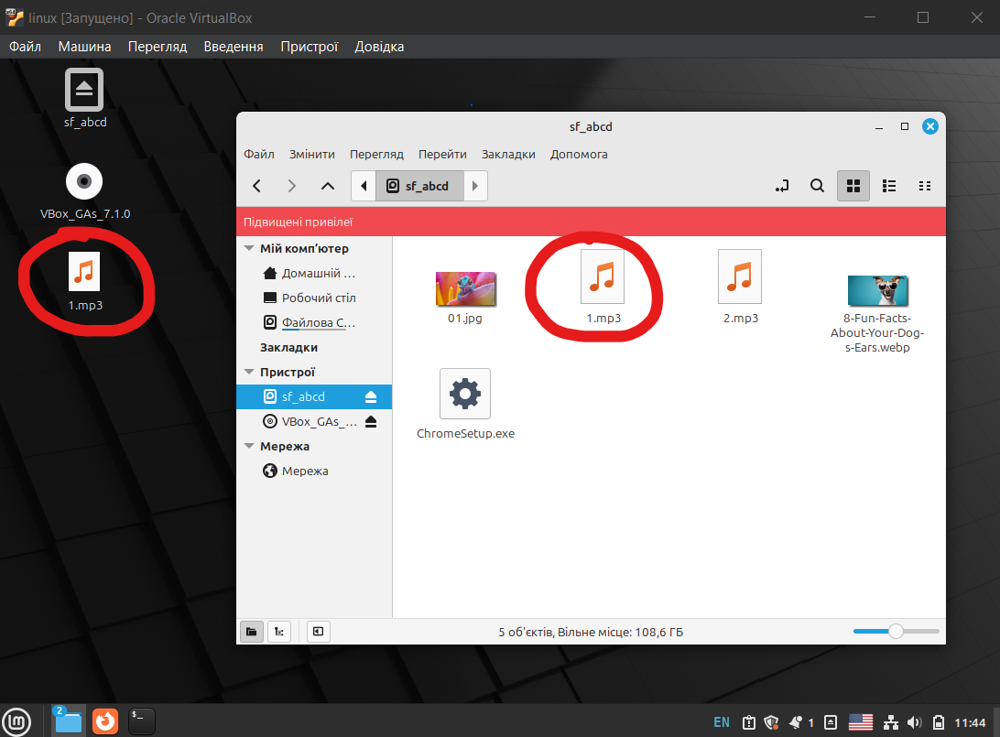 linux [Запущено] - Oracle VirtualBox
Файл Машина Перегляд Введення Пристрої Довідка
sf_abcd
VBox_GAs_7.1.0
1.mp3
sf_abcd
Файл Змінити Перегляд Перейти Закладки Допомога
sf_abcd
Підвищені привілеї
Мій комп'ютер
Домашній ...
Робочий стіл
Файлова С...
Закладки
Пристрої
sf_abcd
VBox_GAs_...
Мережа
Мережа
01.jpg
1.mp3
2.mp3
8-Fun-Facts-
About-Your-Dog-
s-Ears.webp
ChromeSetup.exe
5 об'єктів, Вільне місце: 108,6 ГБ
2
EN
1
11:44